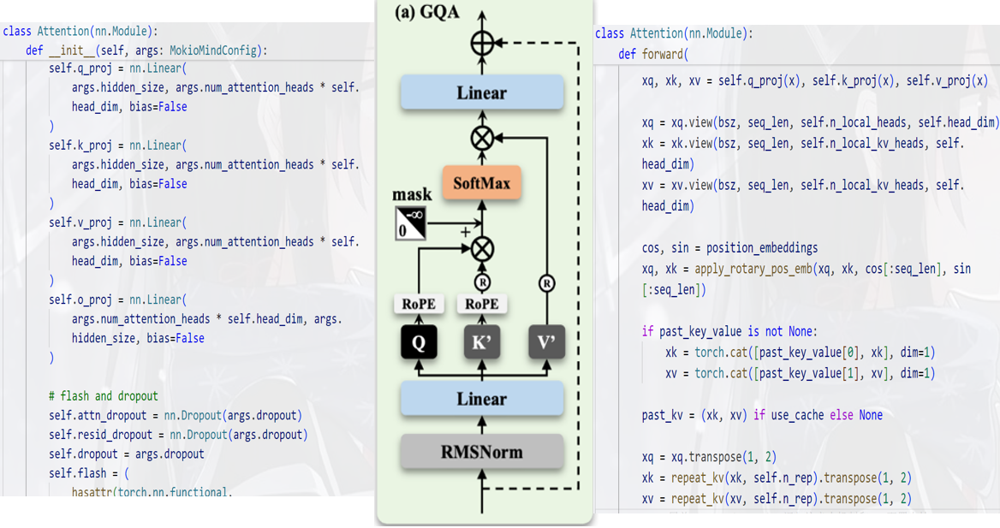 class Attention(nn.Module):
def __init__(self, args: MokioMindConfig):
self.q_proj = nn.Linear(
args.hidden_size, args.num_attention_heads * self.
head_dim, bias=False
)
self.k_proj = nn.Linear(
args.hidden_size, args.num_attention_heads * self.
head_dim, bias=False
)
self.v_proj = nn.Linear(
args.hidden_size, args.num_attention_heads * self.
head_dim, bias=False
)
self.o_proj = nn.Linear(
args.num_attention_heads * self.head_dim, args.
hidden_size, bias=False
)
# flash and dropout
self.attn_dropout = nn.Dropout(args.dropout)
self.resid_dropout = nn.Dropout(args.dropout)
self.dropout = args.dropout
self.flash = (
hasattr(torch.nn.functional,
(a) GQA
Linear
SoftMax
mask
-∞
0
+
R
R
RoPE
RoPE
Q
K’
V’
Linear
RMSNorm
class Attention(nn.Module):
def forward(
xq, xk, xv = self.q_proj(x), self.k_proj(x), self.v_proj(x)
xq = xq.view(bsz, seq_len, self.n_local_heads, self.head_dim)
xk = xk.view(bsz, seq_len, self.n_local_kv_heads, self.
head_dim)
xv = xv.view(bsz, seq_len, self.n_local_kv_heads, self.
head_dim)
cos, sin = position_embeddings
xq, xk = apply_rotary_pos_emb(xq, xk, cos[:seq_len], sin
[:seq_len])
if past_key_value is not None:
xk = torch.cat([past_key_value[0], xk], dim=1)
xv = torch.cat([past_key_value[1], xv], dim=1)
past_kv = (xk, xv) if use_cache else None
xq = xq.transpose(1, 2)
xk = repeat_kv(xk, self.n_rep).transpose(1, 2)
xv = repeat_kv(xv, self.n_rep).transpose(1, 2)